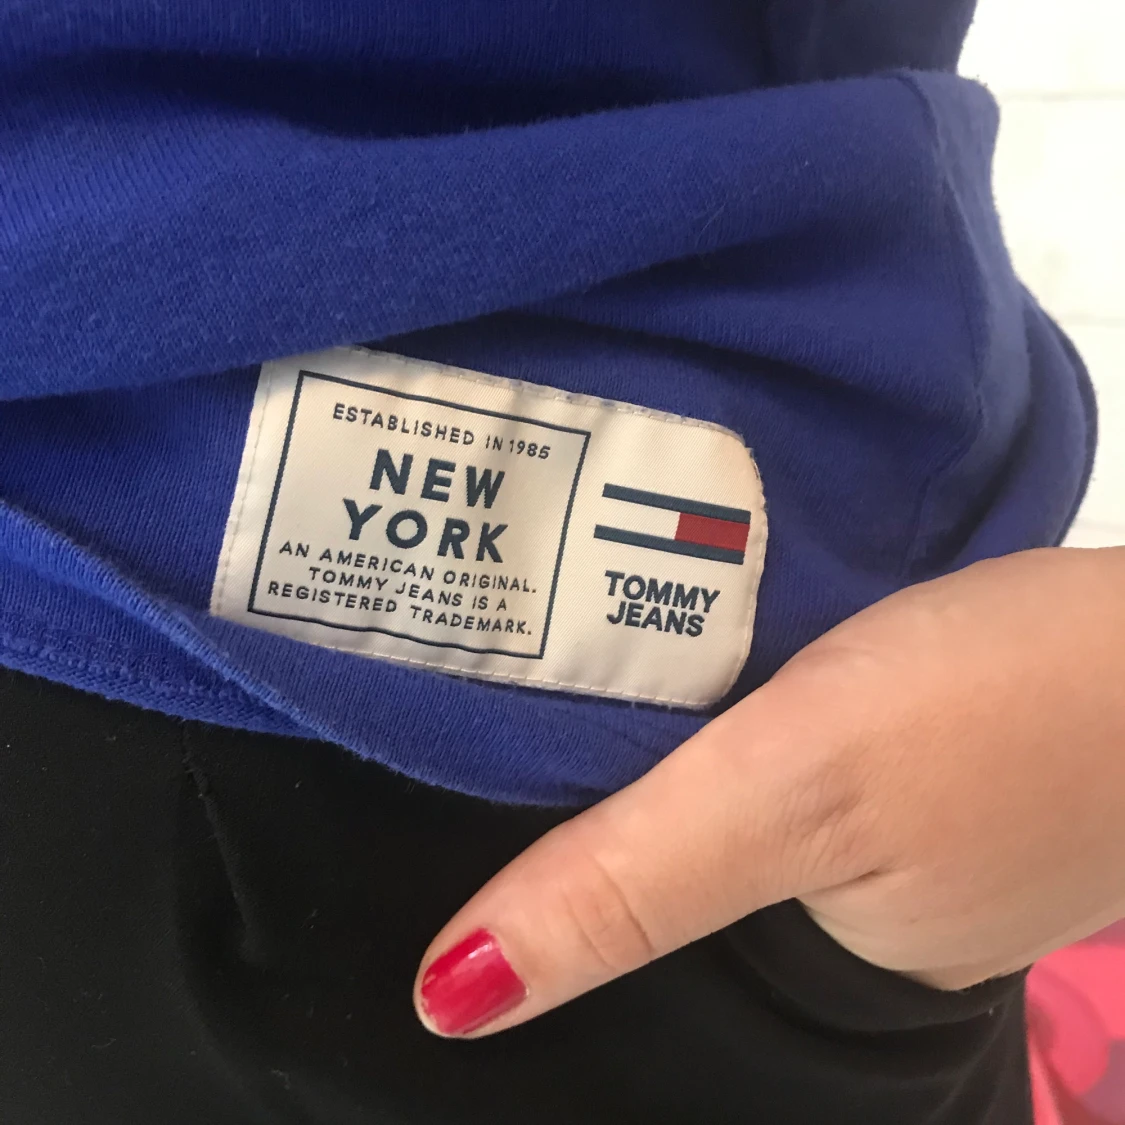 ESTABLISHED IN 1985
NEW
YORK
AN AMERICAN ORIGINAL.
TOMMY JEANS IS A
REGISTERED TRADEMARK.
TOMMY
JEANS